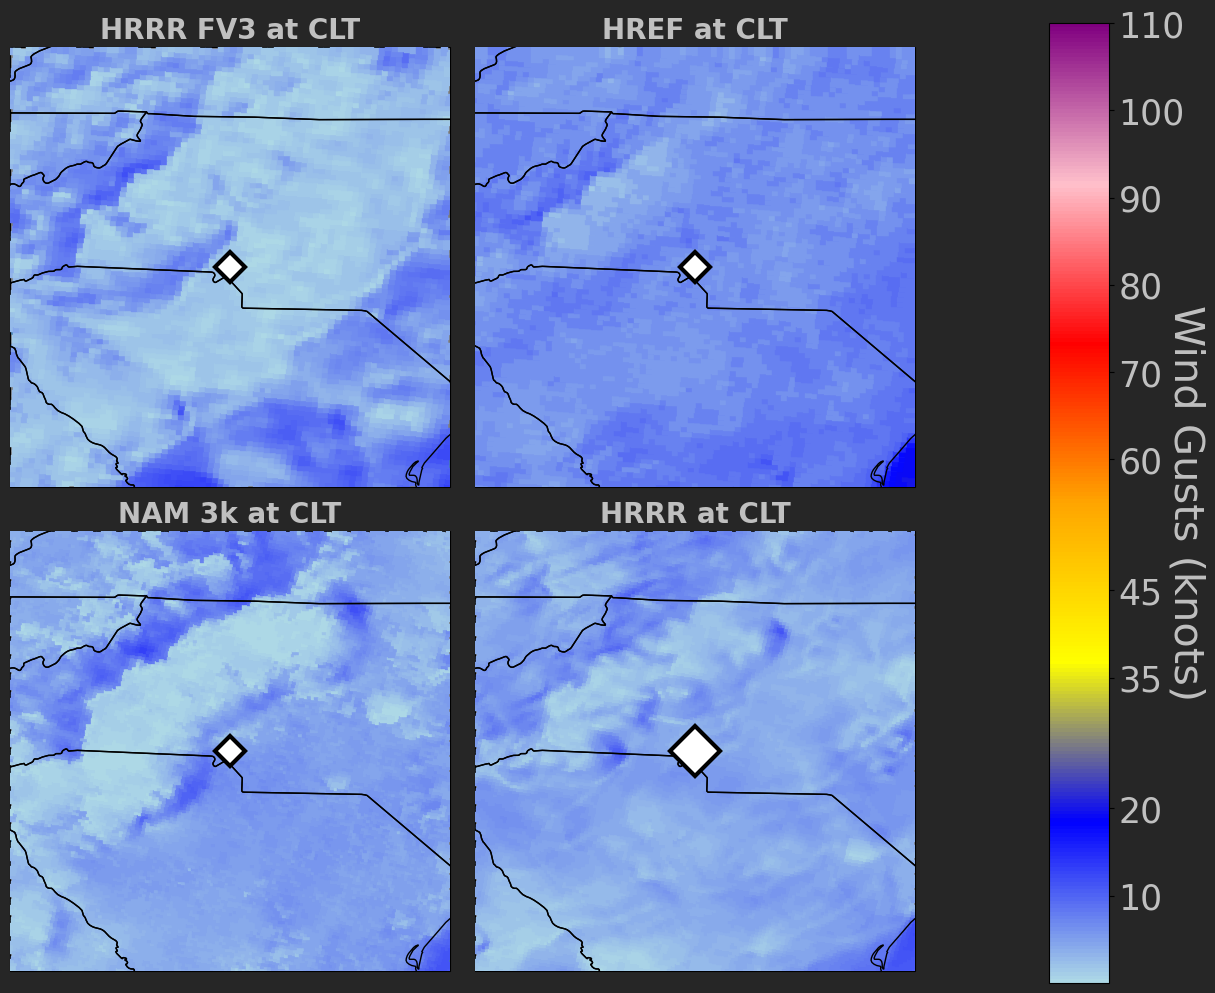 HRRR FV3 at CLT
HREF at CLT
NAM 3k at CLT
HRRR at CLT
110
100
90
80
70
60
45
35
20
10
Wind Gusts (knots)